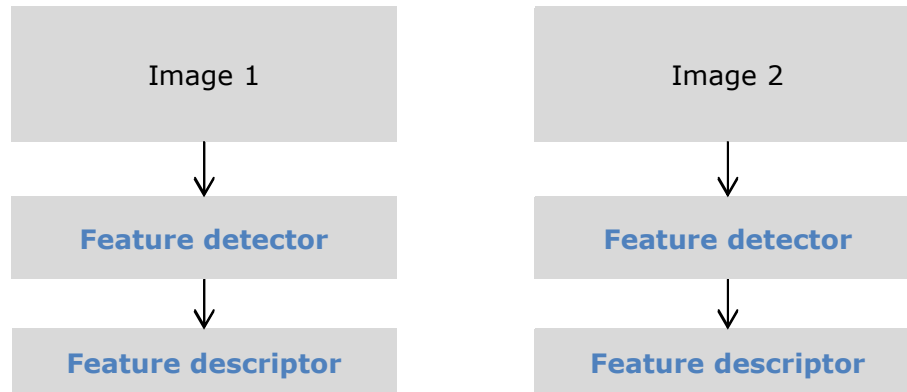 Image 1
Image 2
Feature detector
Feature detector
Feature descriptor
Feature descriptor